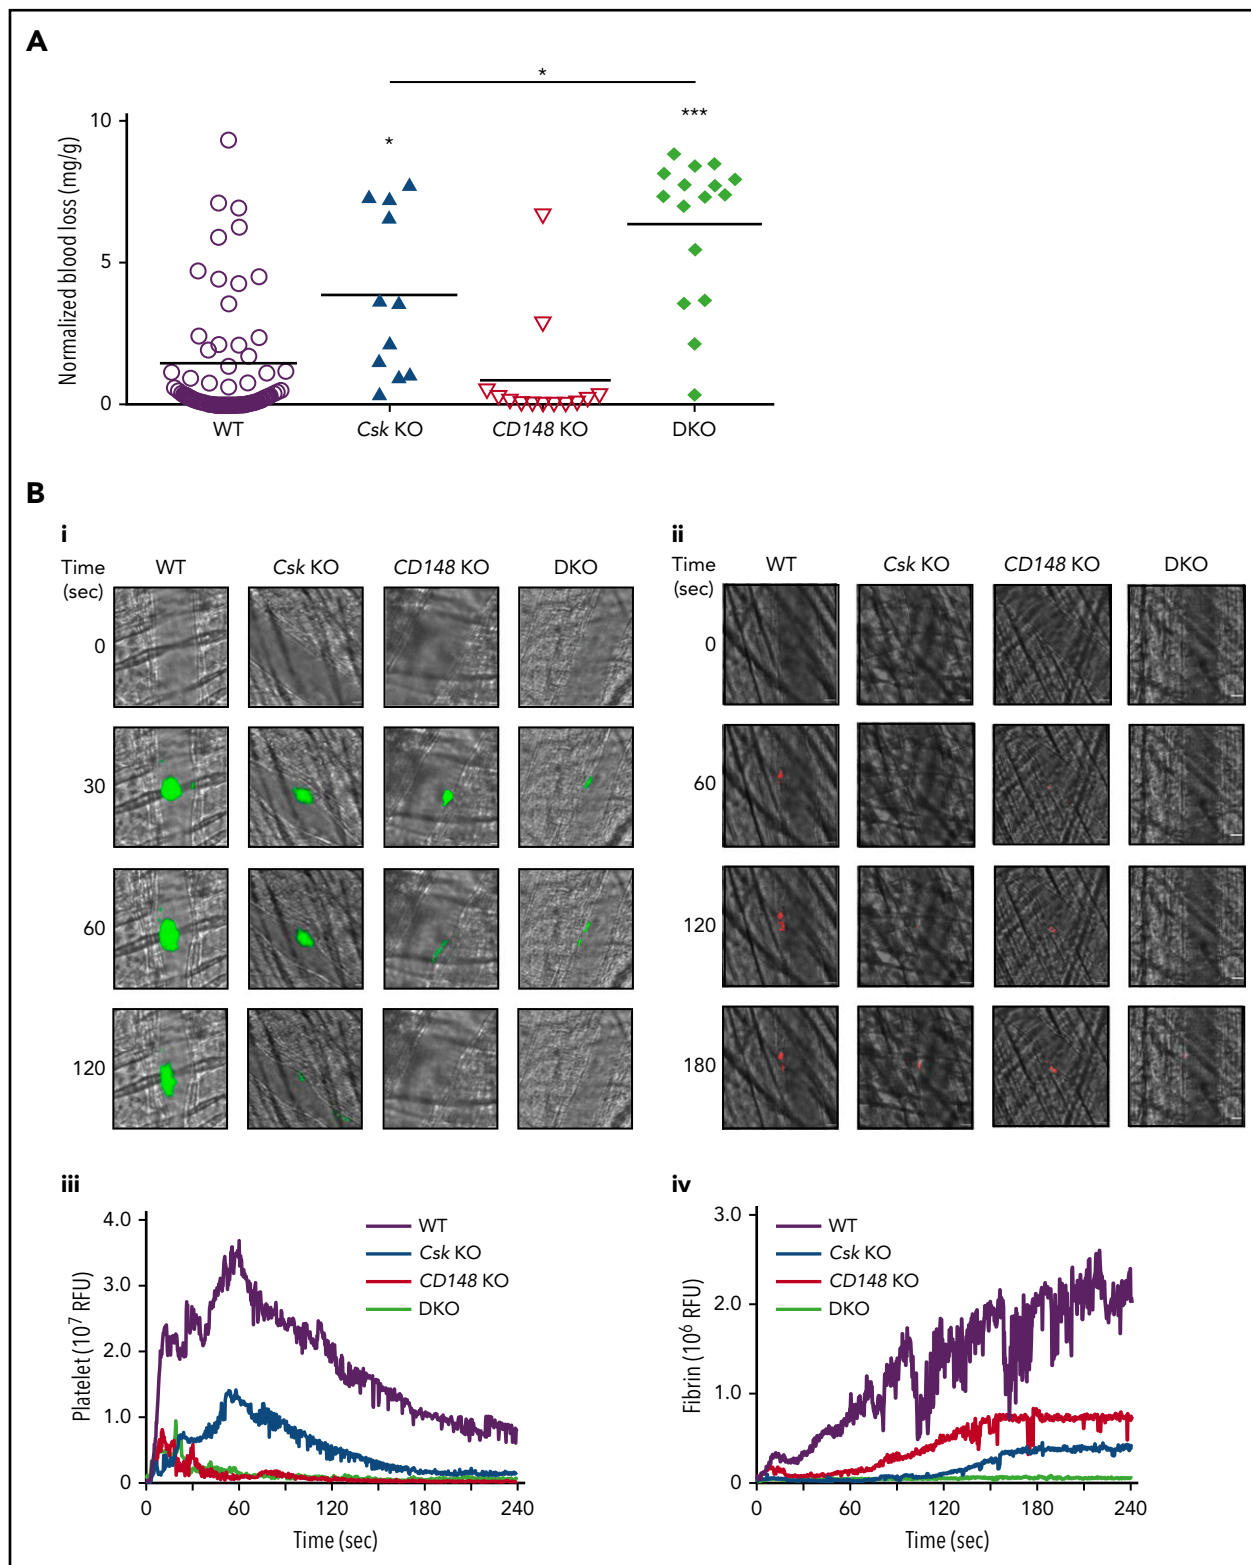 A
*
***
*
10
5
0
Normalized blood loss (mg/g)
WT
Csk KO
CD148 KO
DKO
B
i
Time
(sec)
WT
Csk KO
CD148 KO
DKO
0
30
60
120
ii
Time
(sec)
WT
Csk KO
CD148 KO
DKO
0
60
120
180
iii
4.0
3.0
2.0
1.0
0
Platelet (10⁷ RFU)
WT
Csk KO
CD148 KO
DKO
0 60 120 180 240
Time (sec)
iv
3.0
2.0
1.0
0
Fibrin (10⁶ RFU)
WT
Csk KO
CD148 KO
DKO
0 60 120 180 240
Time (sec)